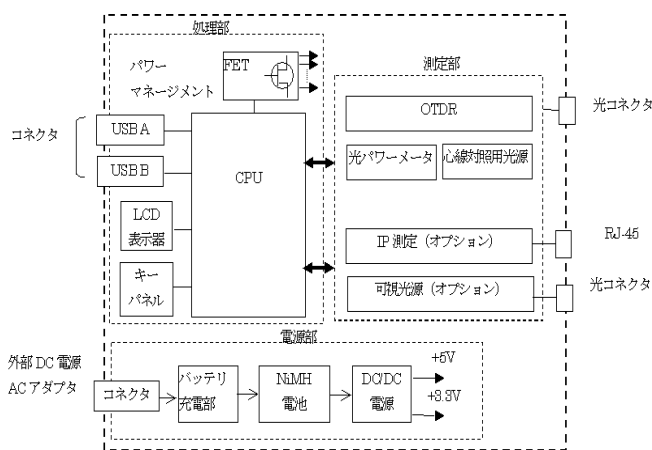 処理部
パワー
マネージメント
FET
測定部
OTDR
光コネクタ
コネクタ
USB A
USB B
CPU
光パワーメータ
心線対照用光源
LCD
表示器
IP 測定（オプション）
RJ-45
キー
パネル
可視光源（オプション）
光コネクタ
電源部
外部 DC 電源
AC アダプタ
コネクタ
バッテリ
充電部
NiMH
電池
DC/DC
電源
+5V
+3.3V